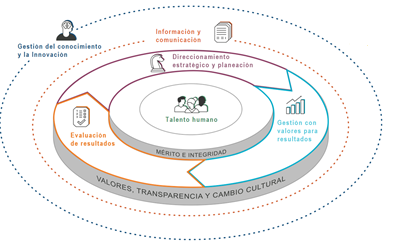 Información y
comunicación
Gestión del conocimiento
y la Innovación
Direccionamiento
estratégico y planeación
Talento humano
Gestión con
valores para
resultados
Evaluación
de resultados
MERITO E INTEGRIDAD
VALORES, TRANSPARENCIA Y CAMBIO CULTURAL